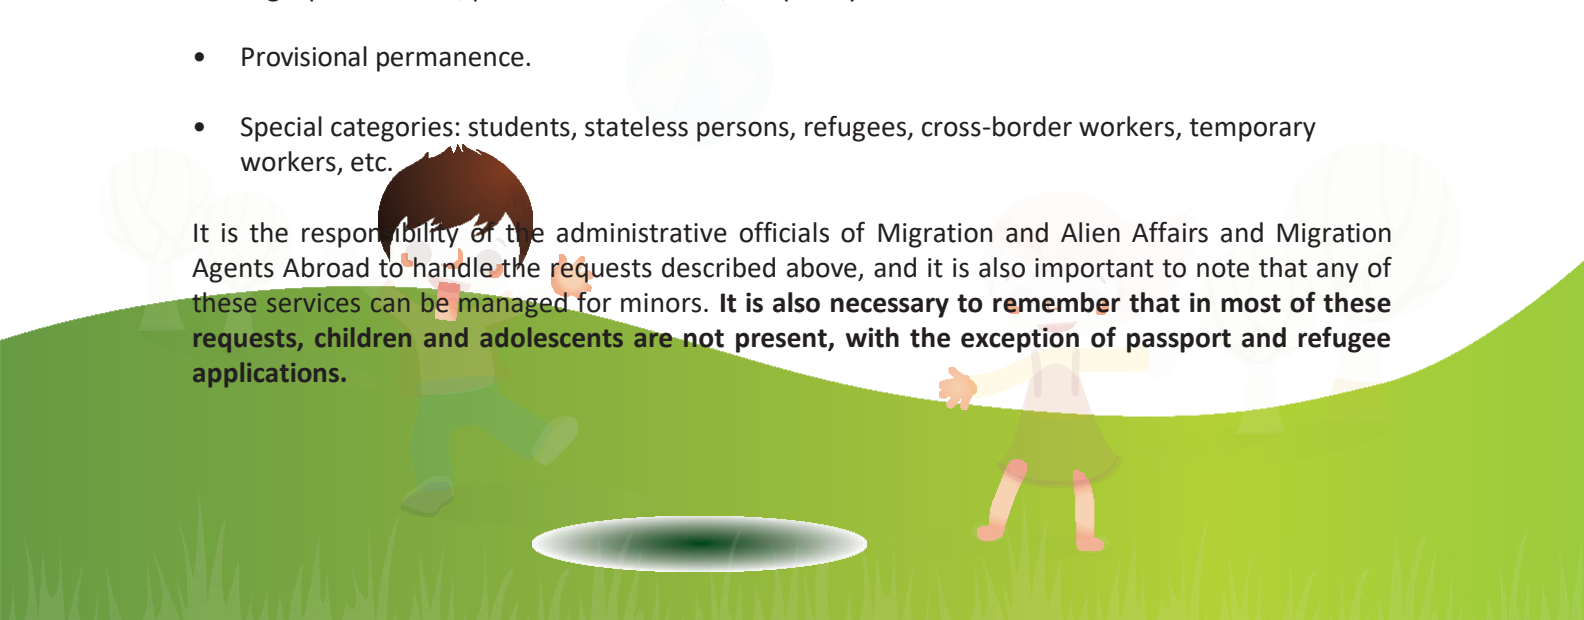 • Provisional permanence.
• Special categories: students, stateless persons, refugees, cross-border workers, temporary
workers, etc.
It is the responsibility of the administrative officials of Migration and Alien Affairs and Migration
Agents Abroad to handle the requests described above, and it is also important to note that any of
these services can be managed for minors. It is also necessary to remember that in most of these
requests, children and adolescents are not present, with the exception of passport and refugee
applications.